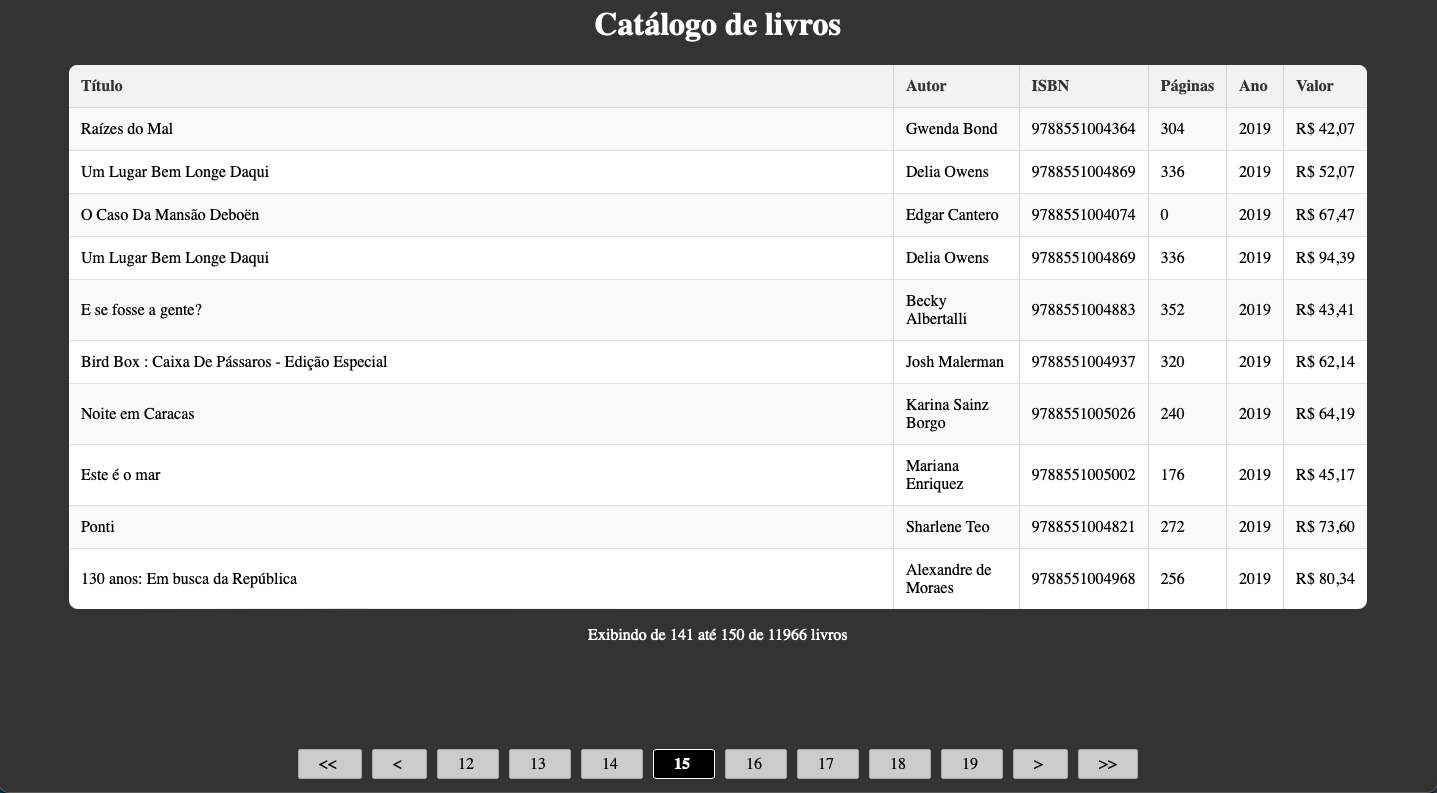 Catálogo de livros
Título Autor ISBN Páginas Ano Valor
Raízes do Mal Gwenda Bond 9788551004364 304 2019 R$ 42,07
Um Lugar Bem Longe Daqui Delia Owens 9788551004869 336 2019 R$ 52,07
O Caso Da Mansão Deboën Edgar Cantero 9788551004074 0 2019 R$ 67,47
Um Lugar Bem Longe Daqui Delia Owens 9788551004869 336 2019 R$ 94,39
E se fosse a gente? Becky Albertalli 9788551004883 352 2019 R$ 43,41
Bird Box : Caixa De Pássaros - Edição Especial Josh Malerman 9788551004937 320 2019 R$ 62,14
Noite em Caracas Karina Sainz Borgo 9788551005026 240 2019 R$ 64,19
Este é o mar Mariana Enriquez 9788551005002 176 2019 R$ 45,17
Ponti Sharlene Teo 9788551004821 272 2019 R$ 73,60
130 anos: Em busca da República Alexandre de Moraes 9788551004968 256 2019 R$ 80,34
Exibindo de 141 até 150 de 11966 livros
<< < 12 13 14 15 16 17 18 19 > >>